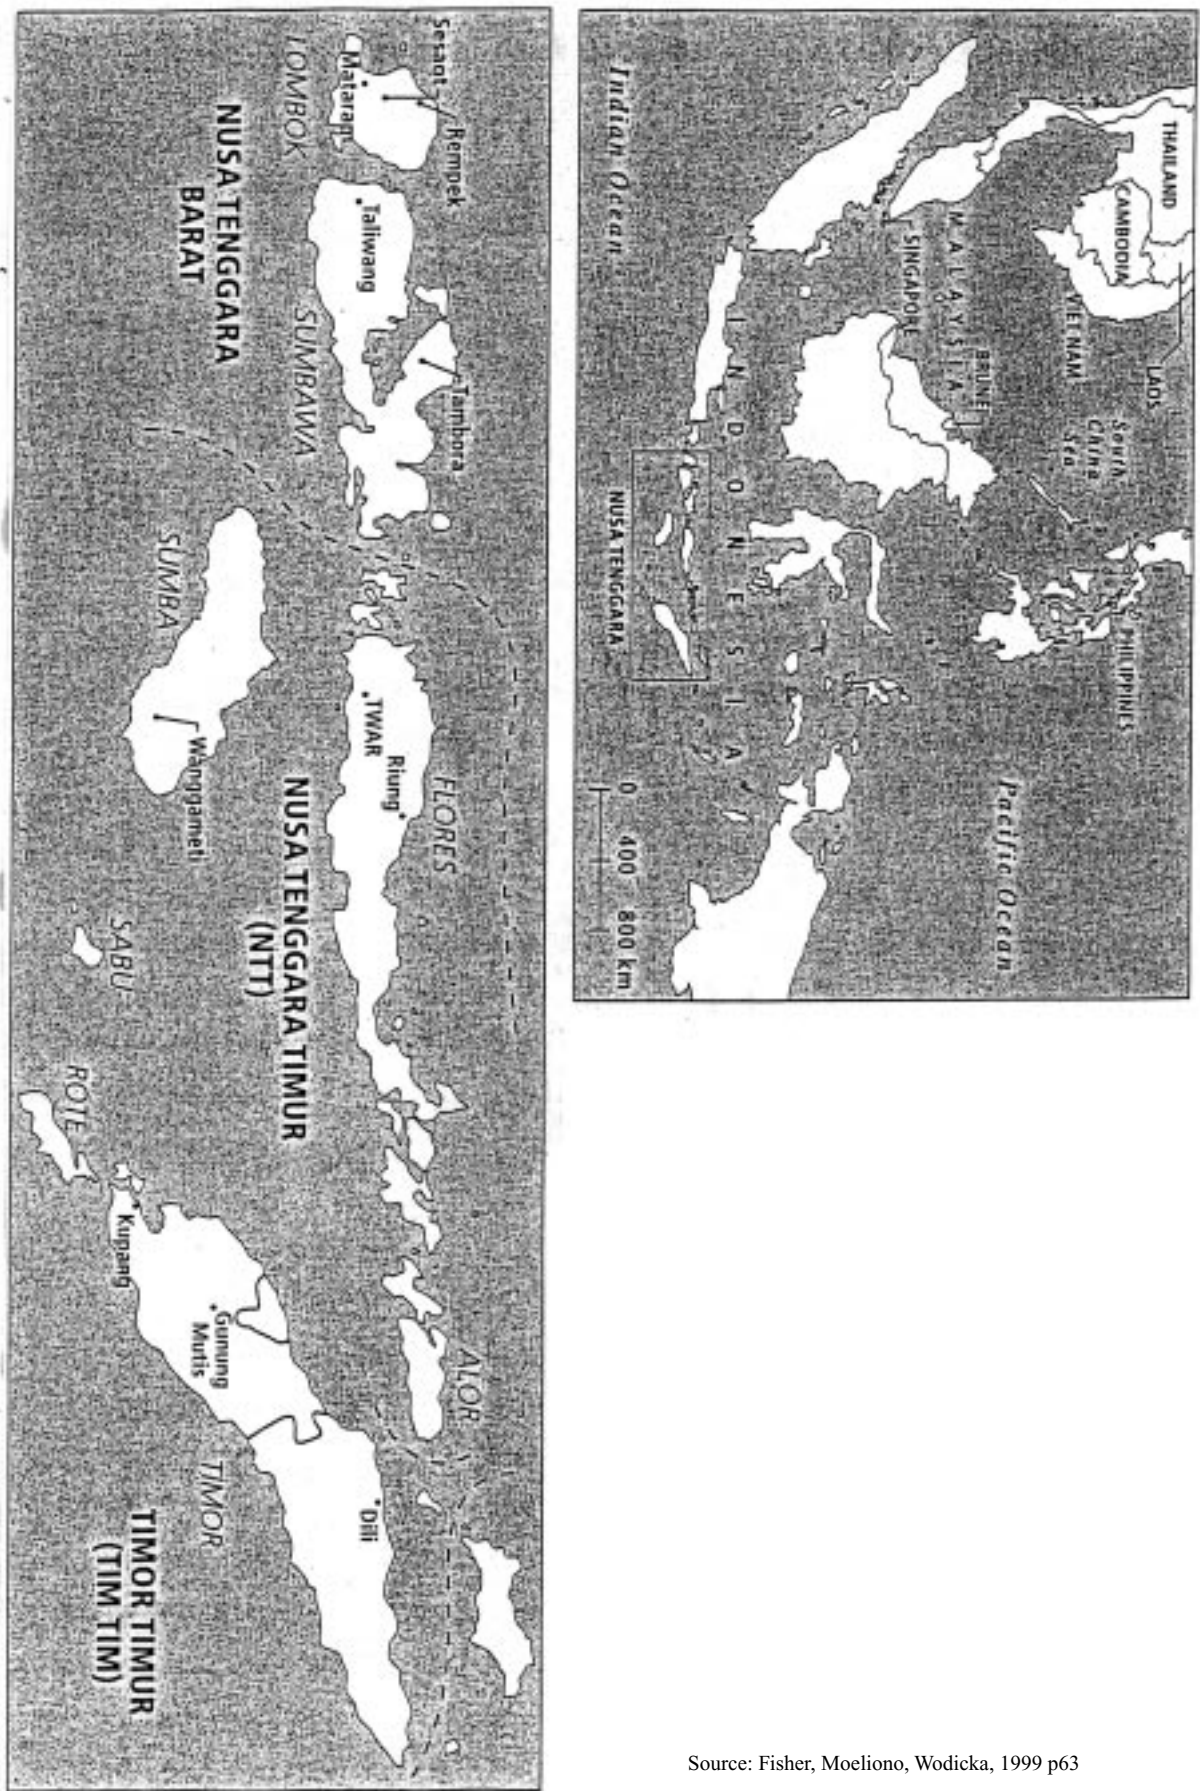 THAILAND
CAMBODIA
LAOS
VIET NAM
South
China
Sea
PHILIPPINES
Pacific Ocean
MALAYSIA
BRUNEI
SINGAPORE
INDONESIA
Indian Ocean
NUSA TENGGARA
0 400 800 km
Sesaot
Rempek
Mataram
LOMBOK
NUSA TENGGARA
BARAT
Taliwang
Tambora
SUMBAWA
SUMBA
Wanggameti
FLORES
Riung
TWAR
NUSA TENGGARA TIMUR
(NTT)
SABU
ROTE
Kupang
Gunung
Mutis
ALOR
TIMOR
Dili
TIMOR TIMUR
(TIM TIM)
Source: Fisher, Moeliono, Wodicka, 1999 p63